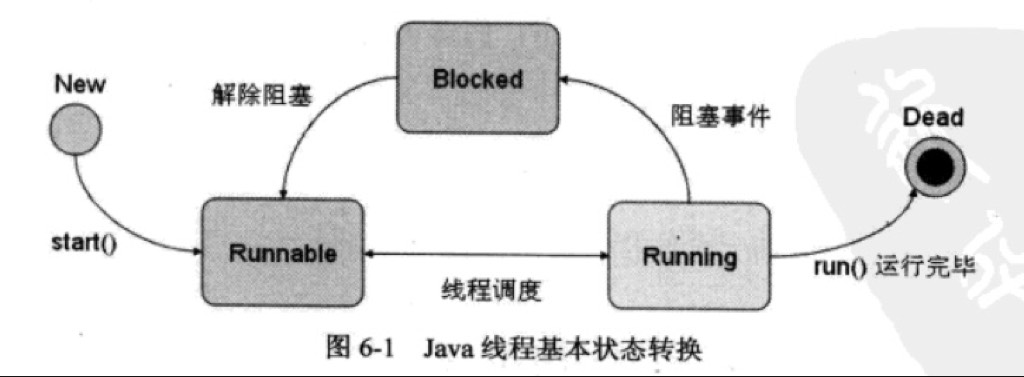 New
解除阻塞
Blocked
阻塞事件
Dead
start()
Runnable
线程调度
Running
run() 运行完毕
图 6-1 Java 线程基本状态转换